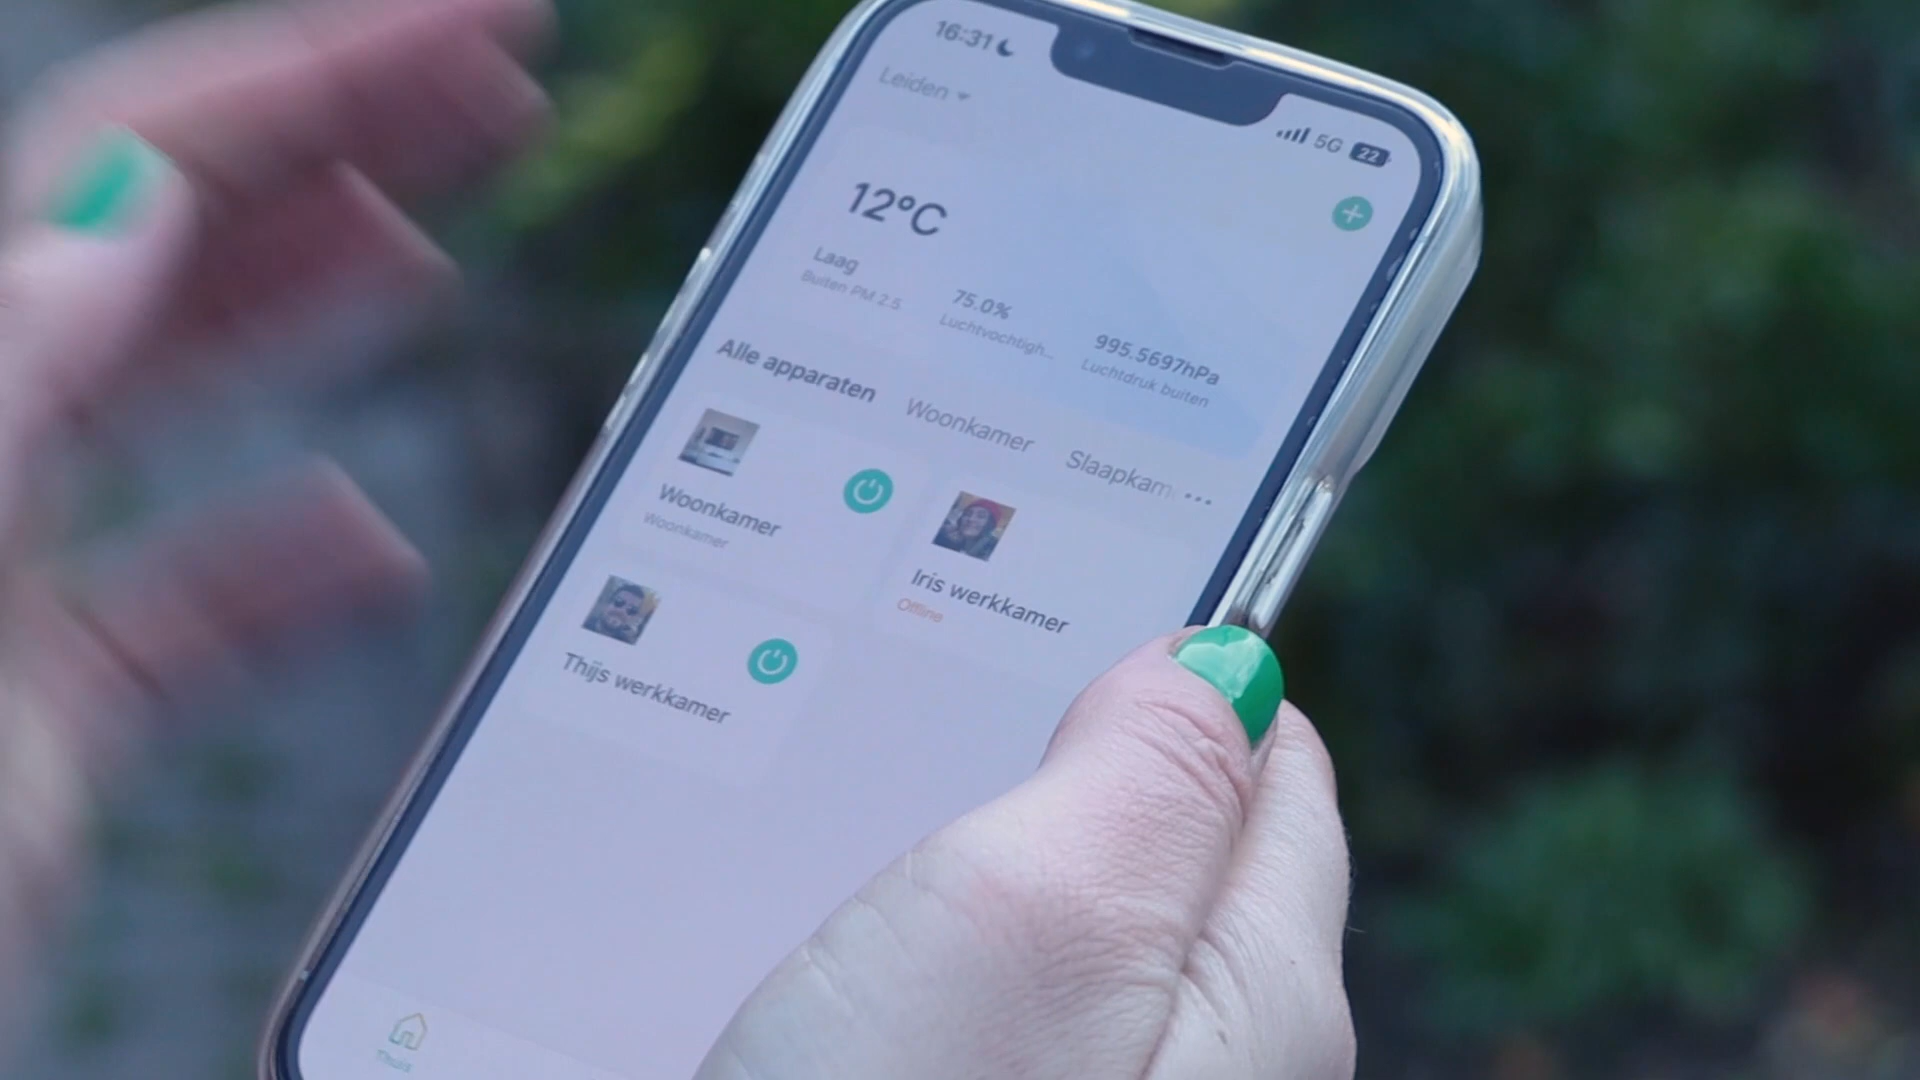 16:31
5G 22
Leiden
12°C
Laag
Buiten PM 2.5
75.0%
Luchtvochtigh...
995.5697hPa
Luchtdruk buiten
Alle apparaten Woonkamer Slaapkam ...
Woonkamer
Woonkamer
Iris werkkamer
Offline
Thijs werkkamer
Thuis